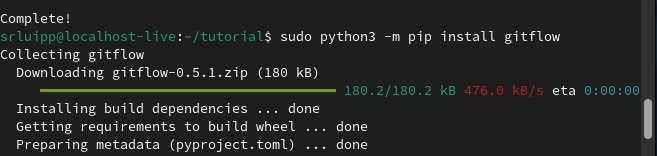 Complete!
srluipp@localhost-live:~/tutorial$ sudo python3 -m pip install gitflow
Collecting gitflow
Downloading gitflow-0.5.1.zip (180 kB)
180.2/180.2 kB 476.0 kB/s eta 0:00:00
Installing build dependencies ... done
Getting requirements to build wheel ... done
Preparing metadata (pyproject.toml) ... done